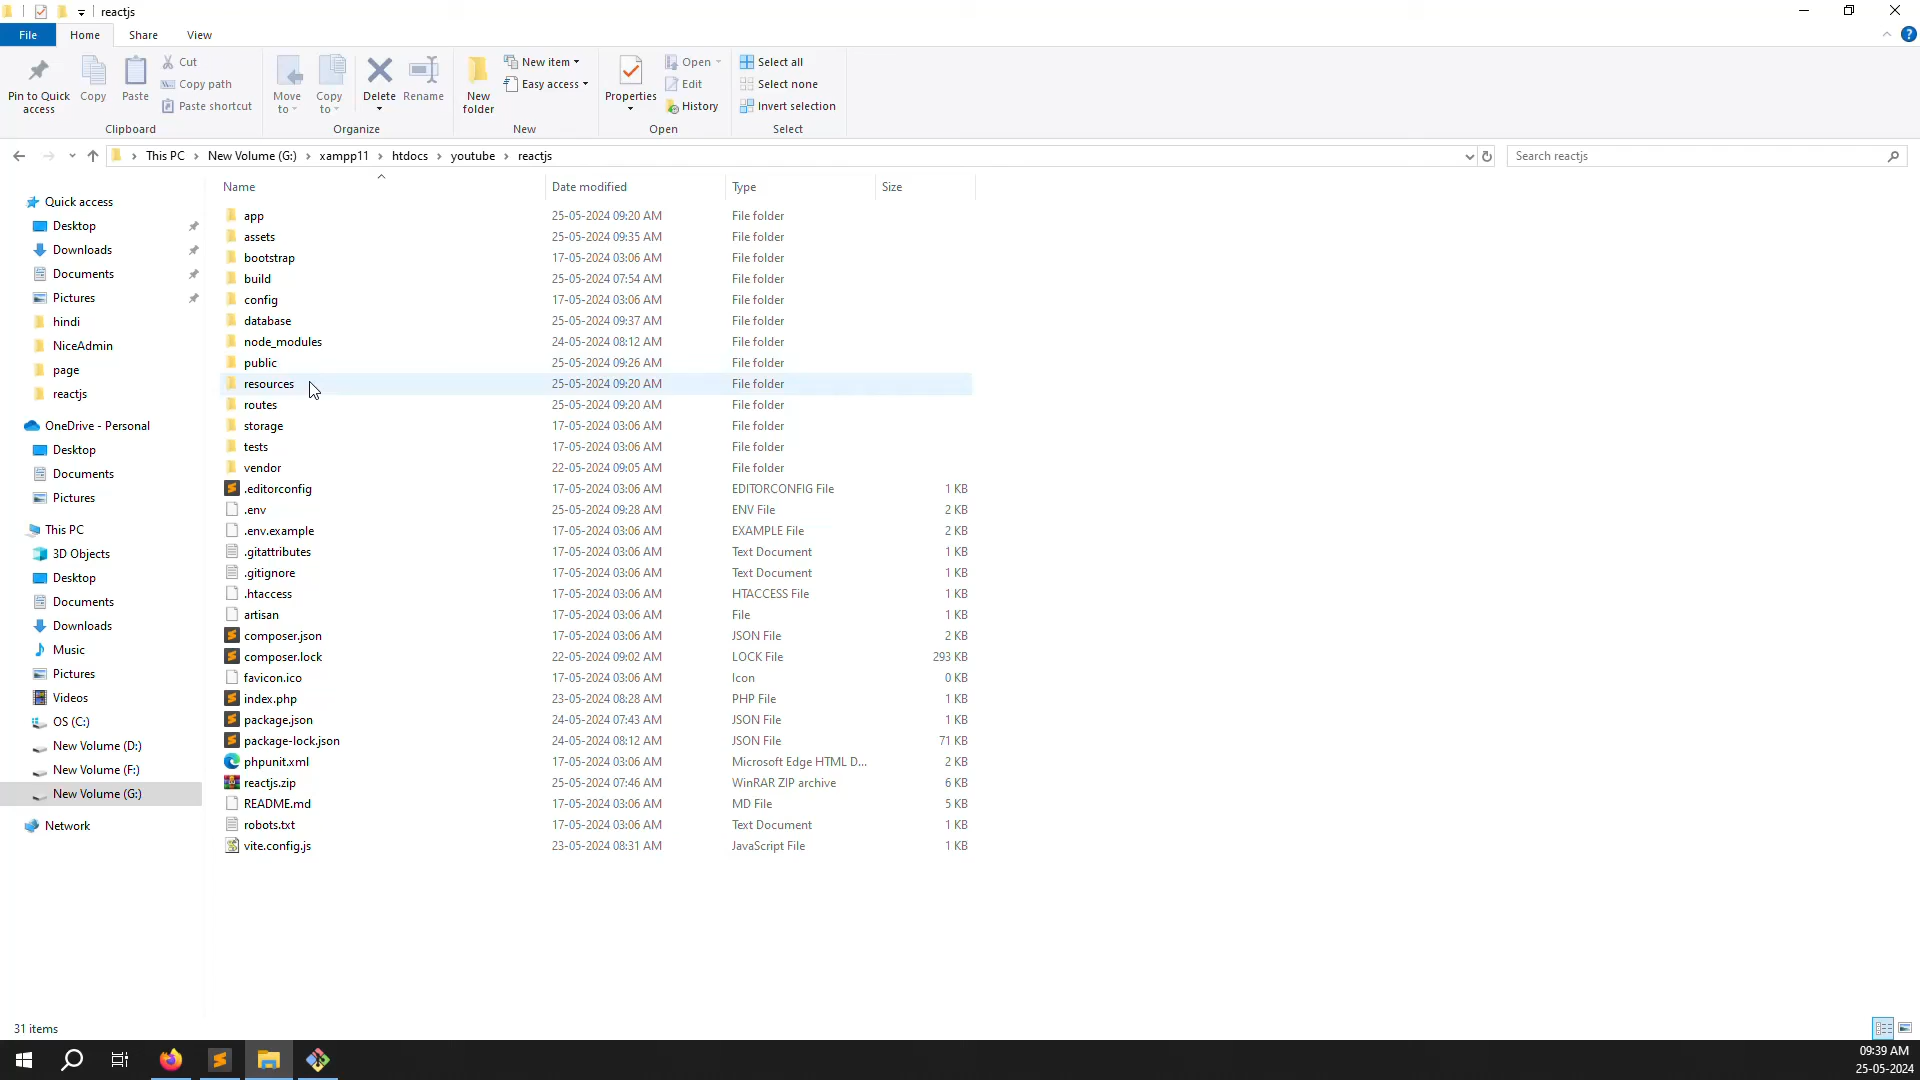 reactjs
File Home Share View
Pin to Quick access
Copy
Paste
Cut
Copy path
Paste shortcut
Clipboard
Move to
Copy to
Delete
Rename
Organize
New folder
New item
Easy access
New
Properties
Open
Edit
History
Open
Select all
Select none
Invert selection
Select
This PC New Volume (G:) xampp11 htdocs youtube reactjs
Search reactjs
Quick access
Desktop
Downloads
Documents
Pictures
hindi
NiceAdmin
page
reactjs
OneDrive - Personal
Desktop
Documents
Pictures
This PC
3D Objects
Desktop
Documents
Downloads
Music
Pictures
Videos
OS (C:)
New Volume (D:)
New Volume (F:)
New Volume (G:)
Network
Name Date modified Type Size
app 25-05-2024 09:20 AM File folder
assets 25-05-2024 09:35 AM File folder
bootstrap 17-05-2024 03:06 AM File folder
build 25-05-2024 07:54 AM File folder
config 17-05-2024 03:06 AM File folder
database 25-05-2024 09:37 AM File folder
node_modules 24-05-2024 08:12 AM File folder
public 25-05-2024 09:26 AM File folder
resources 25-05-2024 09:20 AM File folder
routes 25-05-2024 09:20 AM File folder
storage 17-05-2024 03:06 AM File folder
tests 17-05-2024 03:06 AM File folder
vendor 22-05-2024 09:05 AM File folder
.editorconfig 17-05-2024 03:06 AM EDITORCONFIG File 1 KB
.env 25-05-2024 09:28 AM ENV File 2 KB
.env.example 17-05-2024 03:06 AM EXAMPLE File 2 KB
.gitattributes 17-05-2024 03:06 AM Text Document 1 KB
.gitignore 17-05-2024 03:06 AM Text Document 1 KB
.htaccess 17-05-2024 03:06 AM HTACCESS File 1 KB
artisan 17-05-2024 03:06 AM File 1 KB
composer.json 17-05-2024 03:06 AM JSON File 2 KB
composer.lock 22-05-2024 09:02 AM LOCK File 293 KB
favicon.ico 17-05-2024 03:06 AM Icon 0 KB
index.php 23-05-2024 08:28 AM PHP File 1 KB
package.json 24-05-2024 07:43 AM JSON File 1 KB
package-lock.json 24-05-2024 08:12 AM JSON File 71 KB
phpunit.xml 17-05-2024 03:06 AM Microsoft Edge HTML D... 2 KB
reactjs.zip 25-05-2024 07:46 AM WinRAR ZIP archive 6 KB
README.md 17-05-2024 03:06 AM MD File 5 KB
robots.txt 17-05-2024 03:06 AM Text Document 1 KB
vite.config.js 23-05-2024 08:31 AM JavaScript File 1 KB
31 items
09:39 AM
25-05-2024